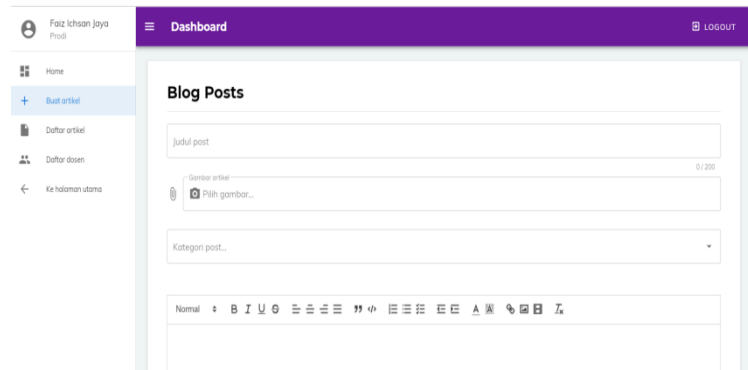 Faiz Ichsan Jaya
Prodi
Home
Buat artikel
Daftar artikel
Daftar dosen
Ke halaman utama
Dashboard
LOGOUT
Blog Posts
Judul post
0 / 200
Gambar artikel
Pilih gambar...
Kategori post...
Normal